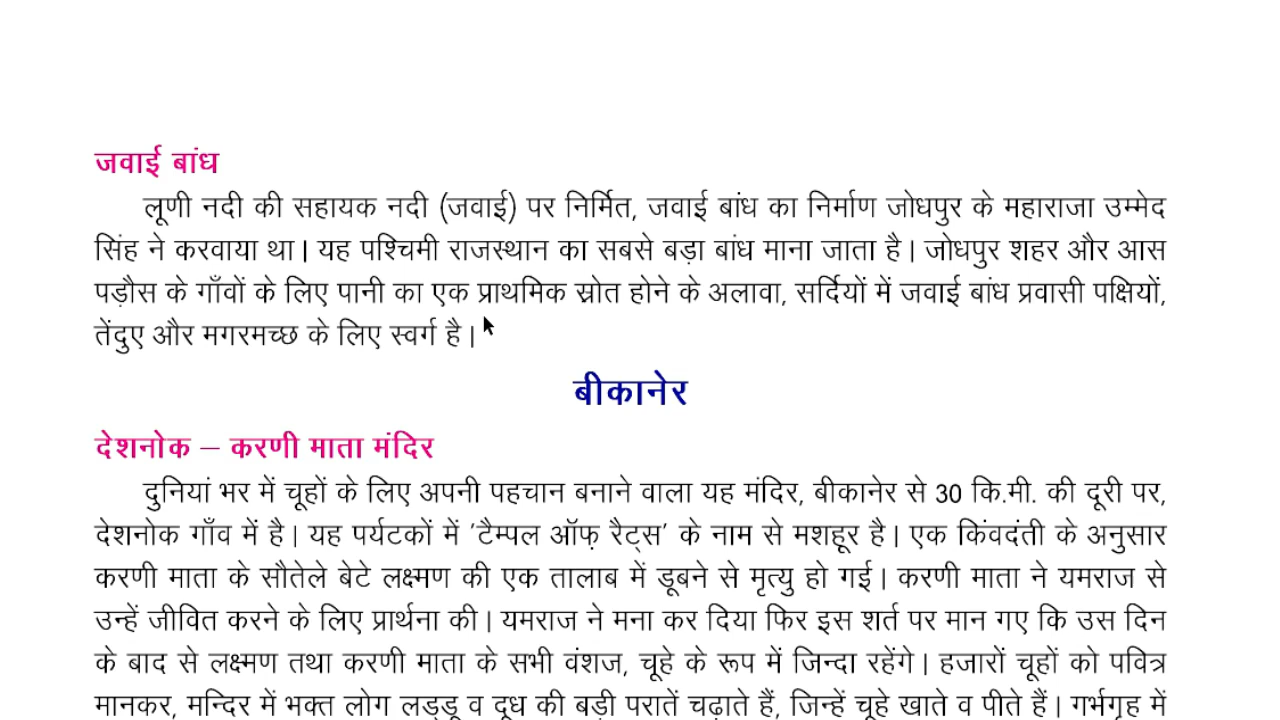 जवाई बांध
लूणी नदी की सहायक नदी (जवाई) पर निर्मित, जवाई बांध का निर्माण जोधपुर के महाराजा उम्मेद
सिंह ने करवाया था। यह पश्चिमी राजस्थान का सबसे बड़ा बांध माना जाता है। जोधपुर शहर और आस
पड़ौस के गाँवों के लिए पानी का एक प्राथमिक स्रोत होने के अलावा, सर्दियों में जवाई बांध प्रवासी पक्षियों,
तेंदुए और मगरमच्छ के लिए स्वर्ग है।
बीकानेर
देशनोक – करणी माता मंदिर
दुनियां भर में चूहों के लिए अपनी पहचान बनाने वाला यह मंदिर, बीकानेर से 30 कि.मी. की दूरी पर,
देशनोक गाँव में है। यह पर्यटकों में 'टैम्पल ऑफ़ रैट्स' के नाम से मशहूर है। एक किंवदंती के अनुसार
करणी माता के सौतेले बेटे लक्ष्मण की एक तालाब में डूबने से मृत्यु हो गई। करणी माता ने यमराज से
उन्हें जीवित करने के लिए प्रार्थना की। यमराज ने मना कर दिया फिर इस शर्त पर मान गए कि उस दिन
के बाद से लक्ष्मण तथा करणी माता के सभी वंशज, चूहे के रूप में जिन्दा रहेंगे। हजारों चूहों को पवित्र
मानकर, मन्दिर में भक्त लोग लड्डू व दूध की बड़ी परातें चढ़ाते हैं, जिन्हें चूहे खाते व पीते हैं। गर्भगृह में